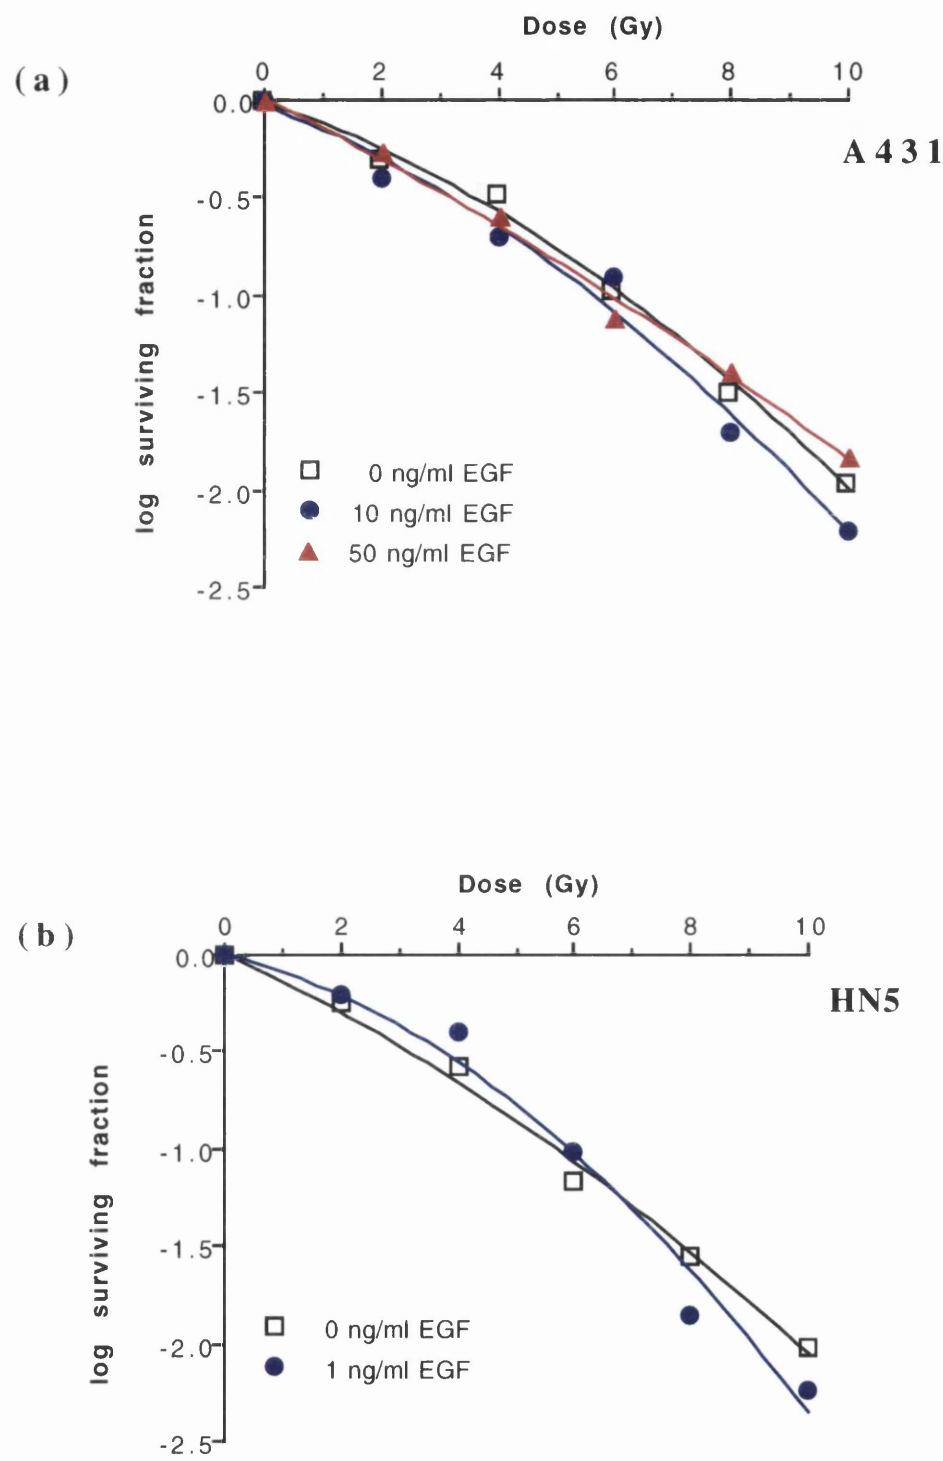 Dose (Gy)
(a)
0 2 4 6 8 10
0.0
A431
-0.5
-1.0
-1.5
-2.0
-2.5
log surviving fraction
0 ng/ml EGF
10 ng/ml EGF
50 ng/ml EGF
Dose (Gy)
(b)
0 2 4 6 8 10
0.0
HN5
-0.5
-1.0
-1.5
-2.0
-2.5
log surviving fraction
0 ng/ml EGF
1 ng/ml EGF